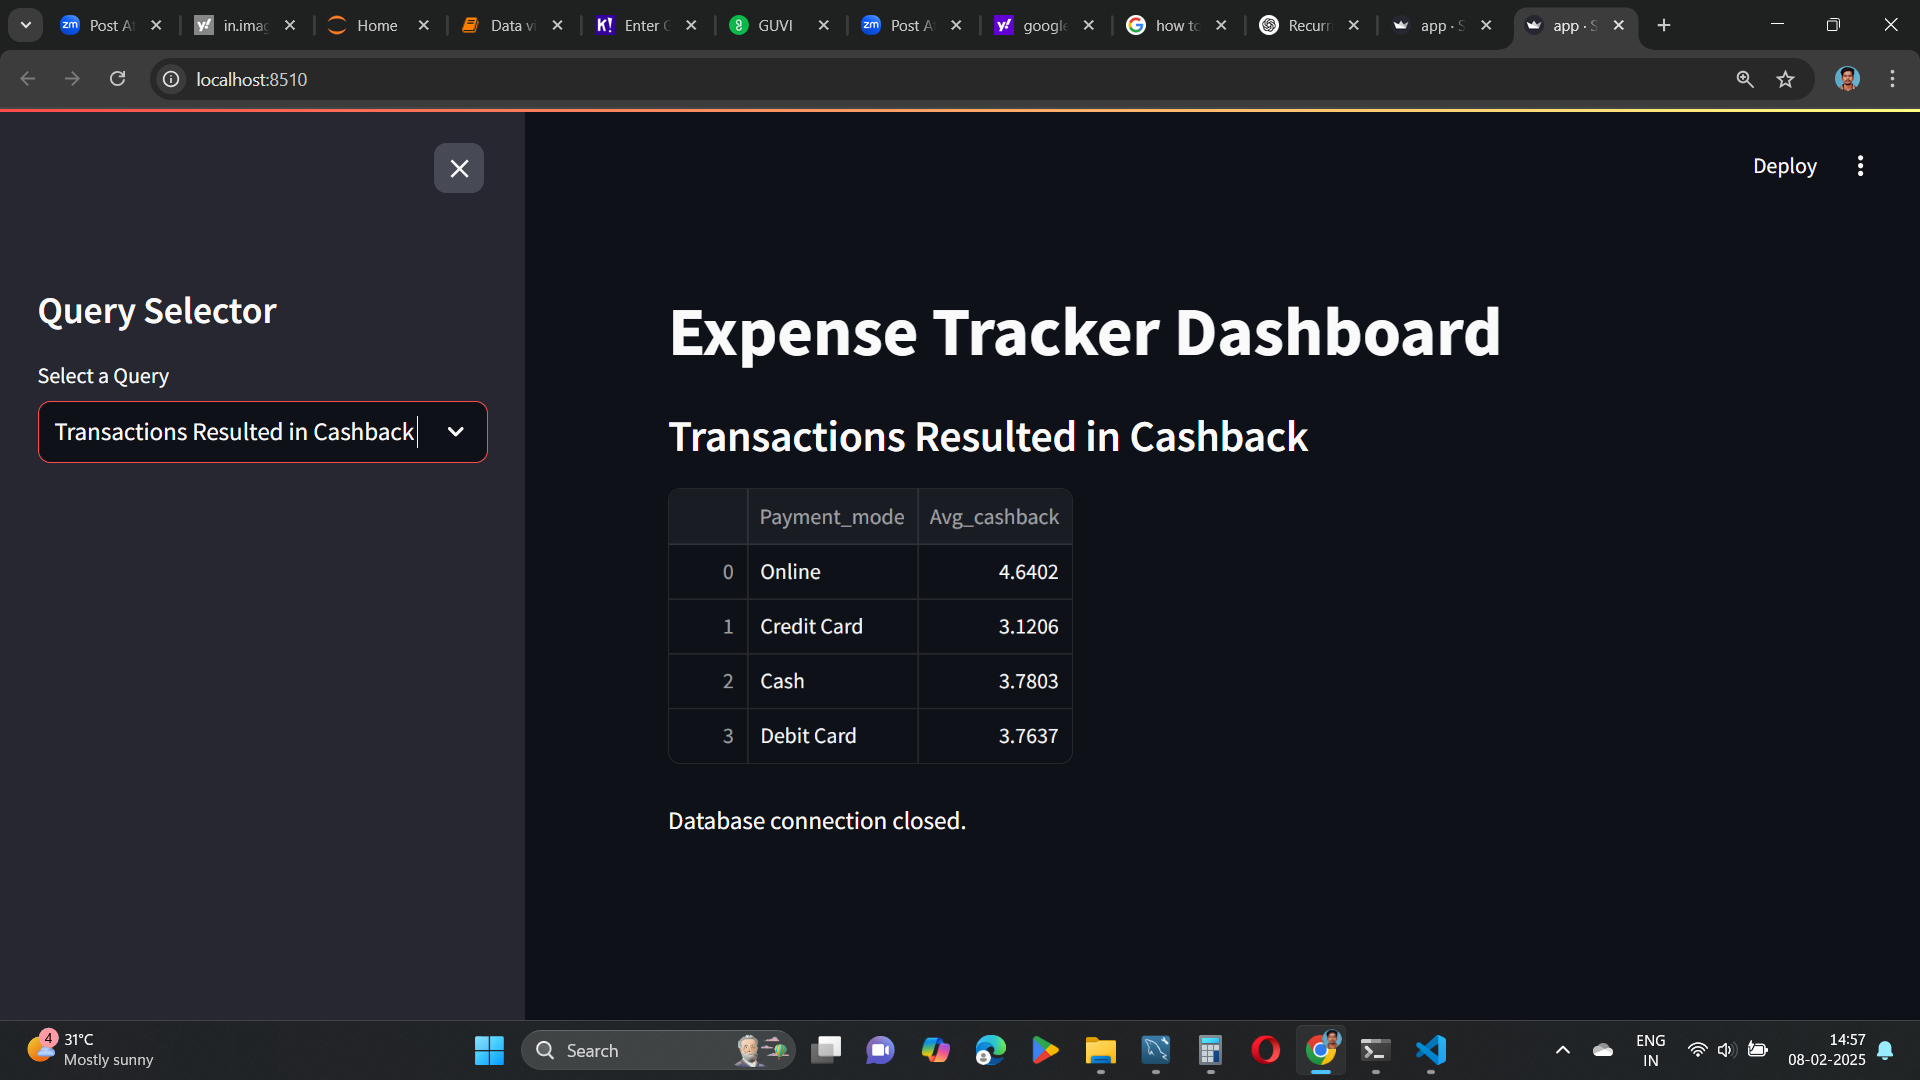 Post A
in.imag
Home
Data vi
Enter
GUVI
Post A
google
how to
Recurr
app · S
app · S
localhost:8510
Deploy
Query Selector
Select a Query
Transactions Resulted in Cashback
Expense Tracker Dashboard
Transactions Resulted in Cashback
Payment_mode Avg_cashback
0 Online 4.6402
1 Credit Card 3.1206
2 Cash 3.7803
3 Debit Card 3.7637
Database connection closed.
4
31°C
Mostly sunny
Search
ENG
IN
14:57
08-02-2025